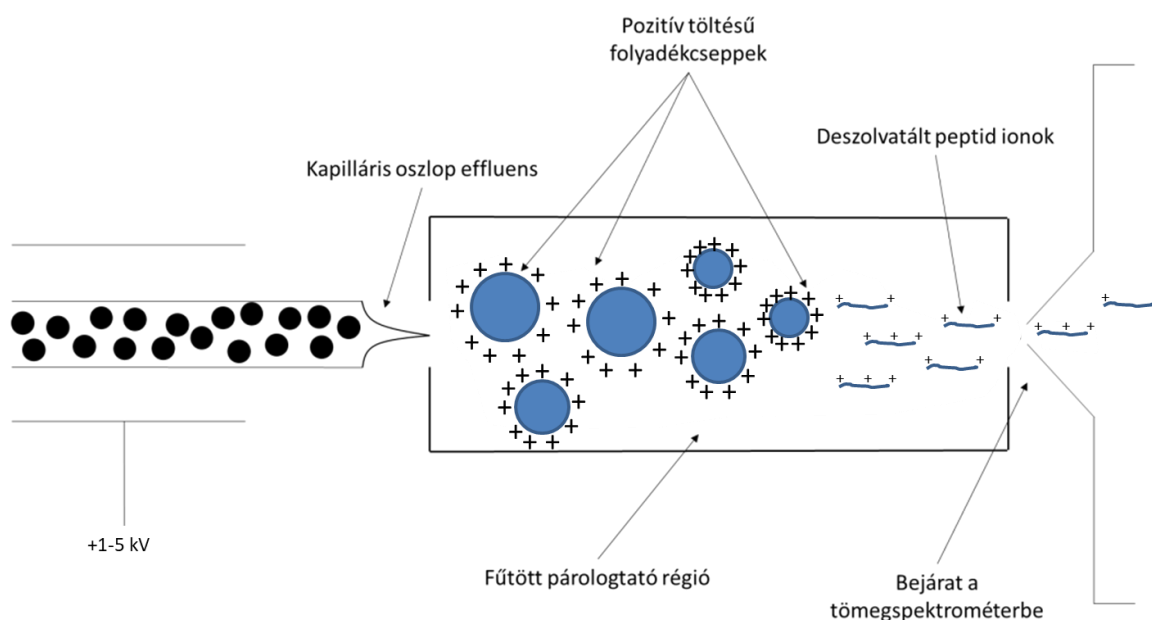 Pozitív töltésű
folyadékcseppek
Deszolvatált peptid ionok
Kapilláris oszlop effluens
+1-5 kV
Fűtött párologtató régió
Bejárat a
tömegspektrométerbe